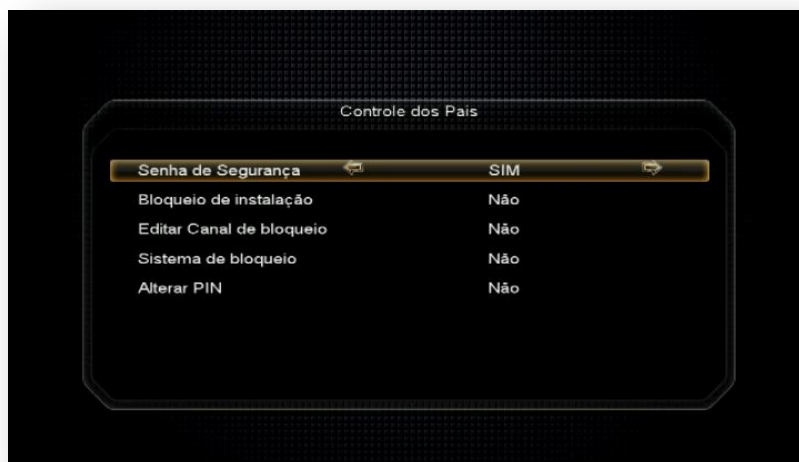 Controle dos Pais
Senha de Segurança SIM
Bloqueio de instalação Não
Editar Canal de bloqueio Não
Sistema de bloqueio Não
Alterar PIN Não